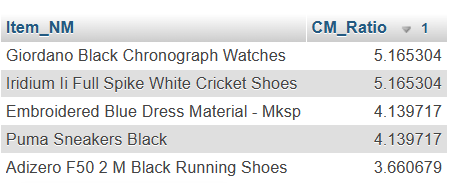 Item_NM CM_Ratio 1
Giordano Black Chronograph Watches 5.165304
Iridium Ii Full Spike White Cricket Shoes 5.165304
Embroidered Blue Dress Material - Mksp 4.139717
Puma Sneakers Black 4.139717
Adizero F50 2 M Black Running Shoes 3.660679